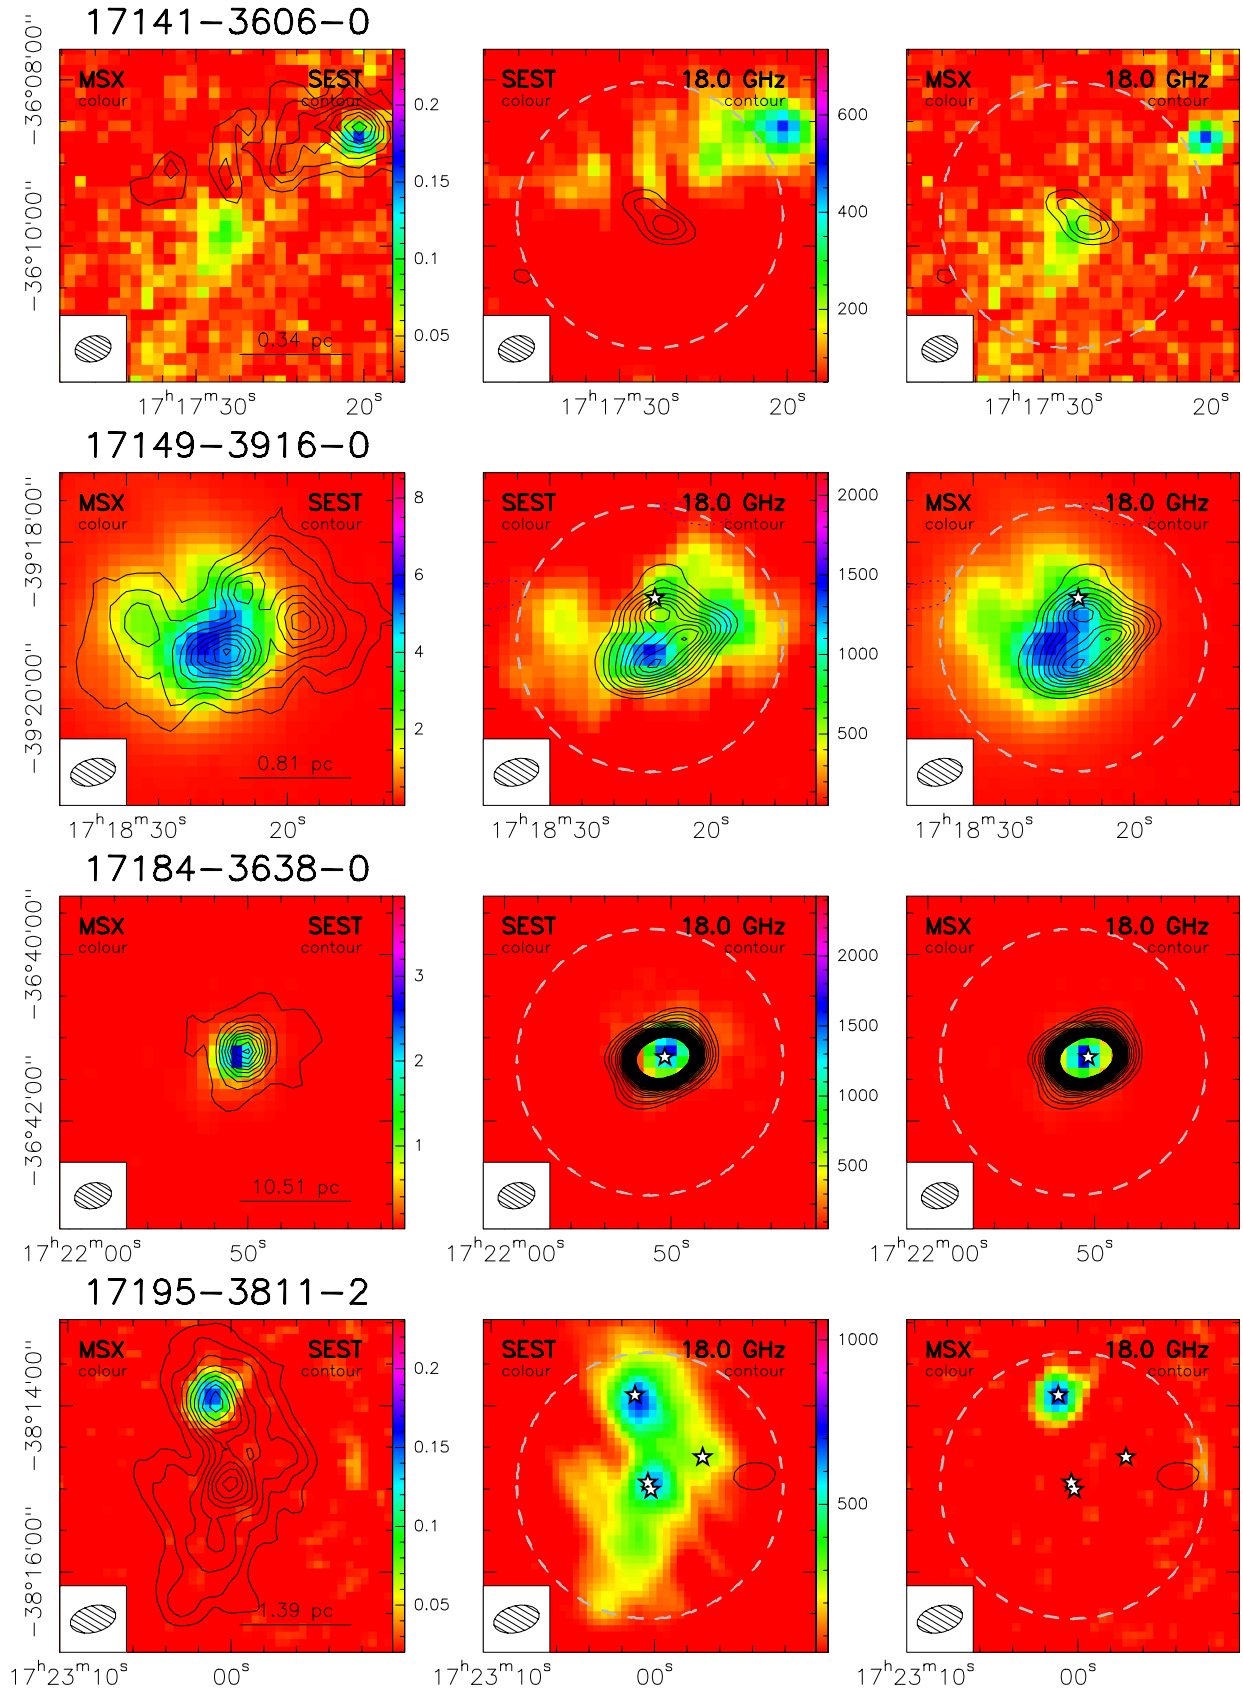 17141-3606-0
MSX SEST
colour contour
0.34 pc
0.2
0.15
0.1
0.05
SEST 18.0 GHz
colour contour
600
400
200
MSX 18.0 GHz
colour contour
-36°08'00''
-36°10'00''
17h17m30s 20s
17h17m30s 20s
17h17m30s 20s
17149-3916-0
MSX SEST
colour contour
0.81 pc
8
6
4
2
SEST 18.0 GHz
colour contour
2000
1500
1000
500
MSX 18.0 GHz
colour contour
-39°18'00''
-39°20'00''
17h18m30s 20s
17h18m30s 20s
17h18m30s 20s
17184-3638-0
MSX SEST
colour contour
10.51 pc
3
2
1
SEST 18.0 GHz
colour contour
2000
1500
1000
500
MSX 18.0 GHz
colour contour
-36°40'00''
-36°42'00''
17h22m00s 50s
17h22m00s 50s
17h22m00s 50s
17195-3811-2
MSX SEST
colour contour
1.39 pc
0.2
0.15
0.1
0.05
SEST 18.0 GHz
colour contour
1000
500
MSX 18.0 GHz
colour contour
-38°14'00''
-38°16'00''
17h23m10s 00s
17h23m10s 00s
17h23m10s 00s